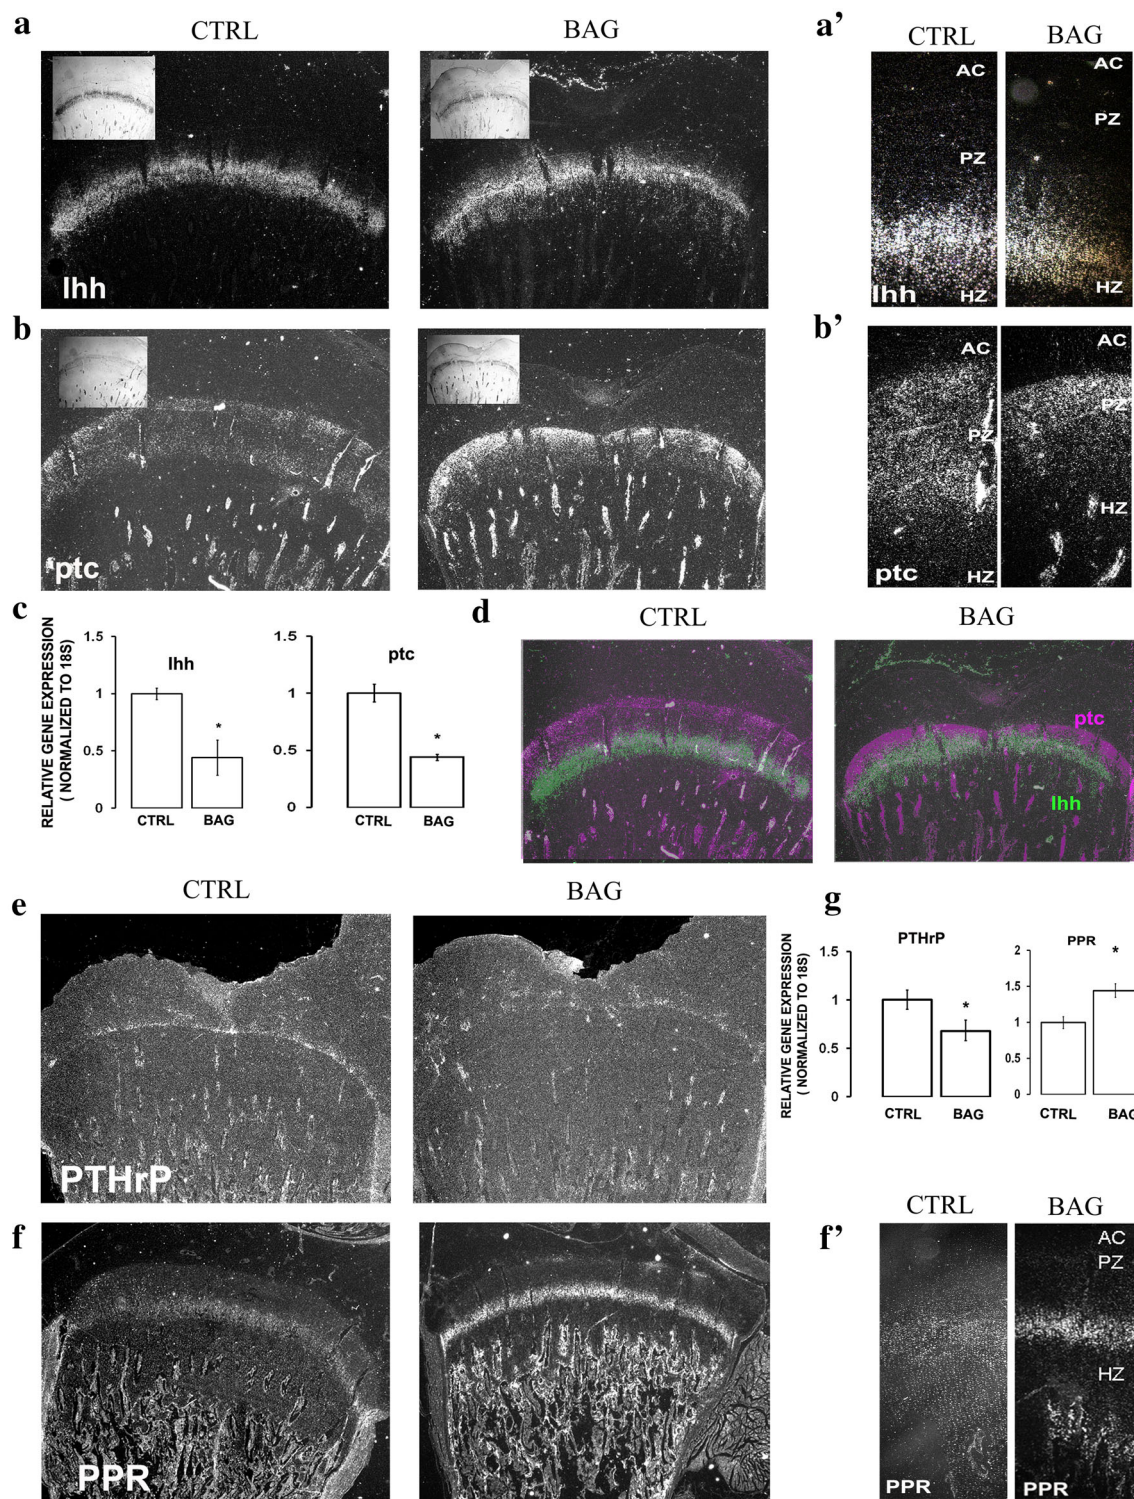 a
CTRL
BAG
a’
CTRL
BAG
Ihh
AC
PZ
Ihh
HZ
AC
PZ
HZ
b
ptc
b’
AC
PZ
ptc
HZ
AC
PZ
HZ
c
RELATIVE GENE EXPRESSION
( NORMALIZED TO 18S)
1.5
1
0.5
0
Ihh
*
CTRL
BAG
1.5
1
0.5
0
ptc
*
CTRL
BAG
d
CTRL
BAG
ptc
Ihh
e
CTRL
BAG
PTHrP
g
RELATIVE GENE EXPRESSION
( NORMALIZED TO 18S)
PTHrP
1.5
1
0.5
0
*
CTRL
BAG
PPR
2
1.5
1
0.5
0
*
CTRL
BAG
f
PPR
f’
CTRL
BAG
PPR
AC
PZ
HZ
PPR